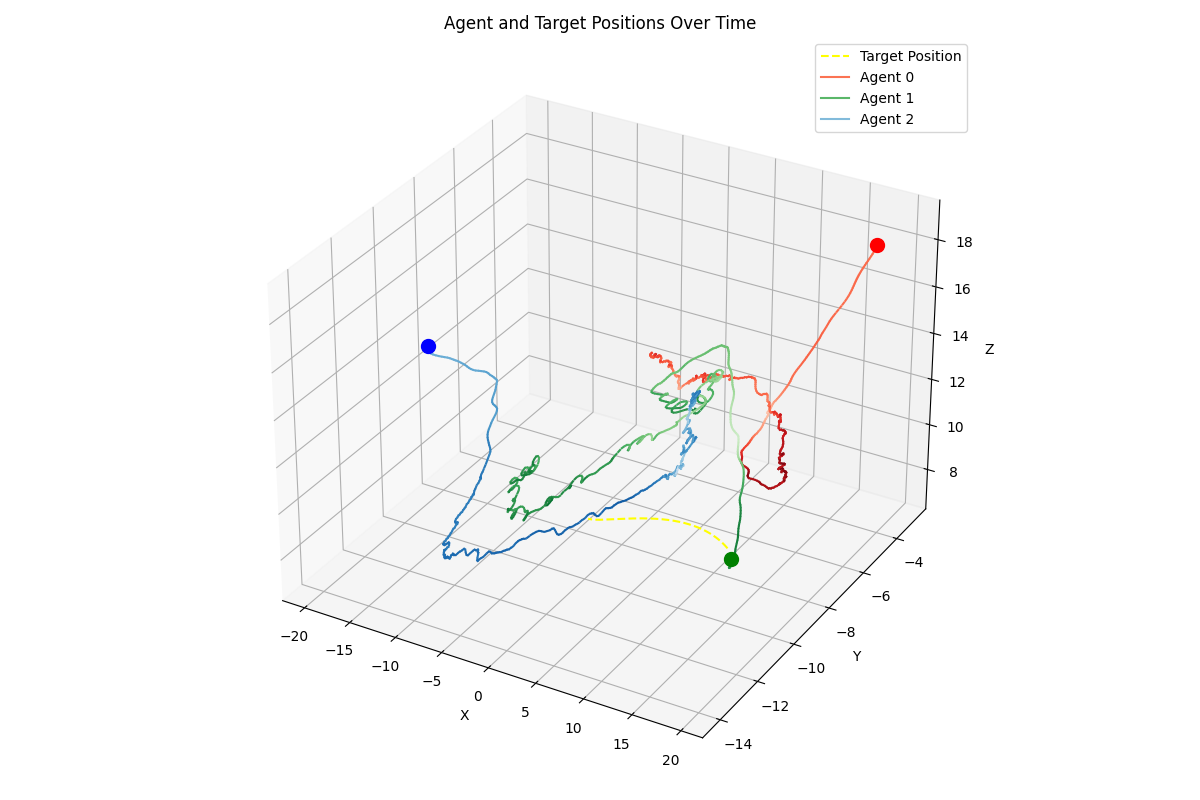 Agent and Target Positions Over Time
Target Position
Agent 0
Agent 1
Agent 2
18
16
14
Z
12
10
8
−4
−6
−8
Y
−10
−12
−14
−20
−15
−10
−5
0
X
5
10
15
20